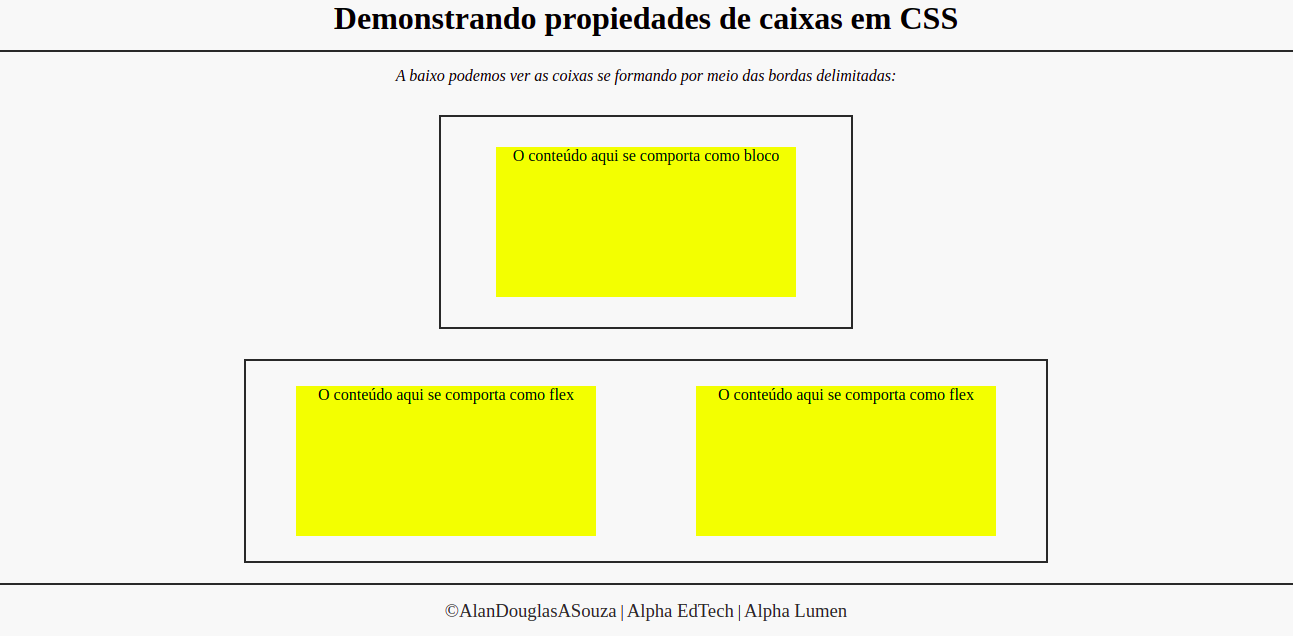 Demonstrando propiedades de caixas em CSS
A baixo podemos ver as coixas se formando por meio das bordas delimitadas:
O conteúdo aqui se comporta como bloco
O conteúdo aqui se comporta como flex
O conteúdo aqui se comporta como flex
©AlanDouglasASouza | Alpha EdTech | Alpha Lumen